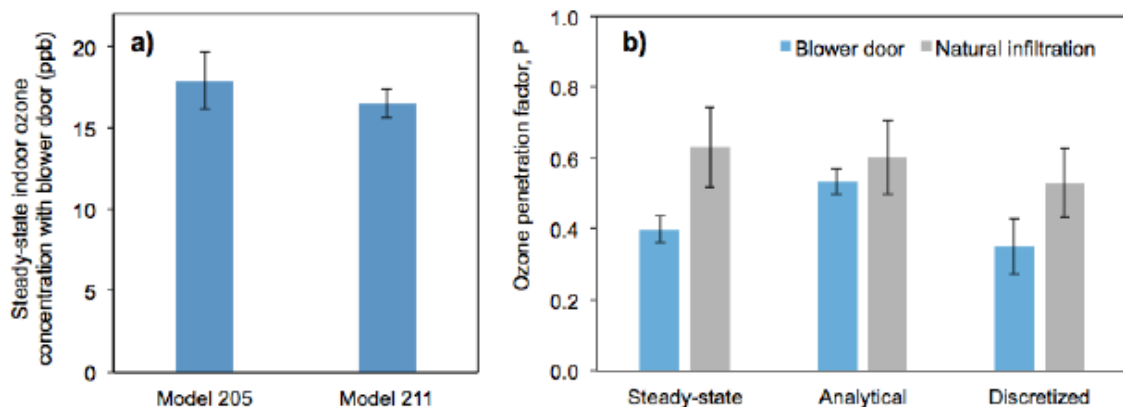 a)
Steady-state indoor ozone
concentration with blower door (ppb)
20
15
10
5
0
Model 205
Model 211
b)
Blower door
Natural infiltration
Ozone penetration factor, P
1.0
0.8
0.6
0.4
0.2
0.0
Steady-state
Analytical
Discretized